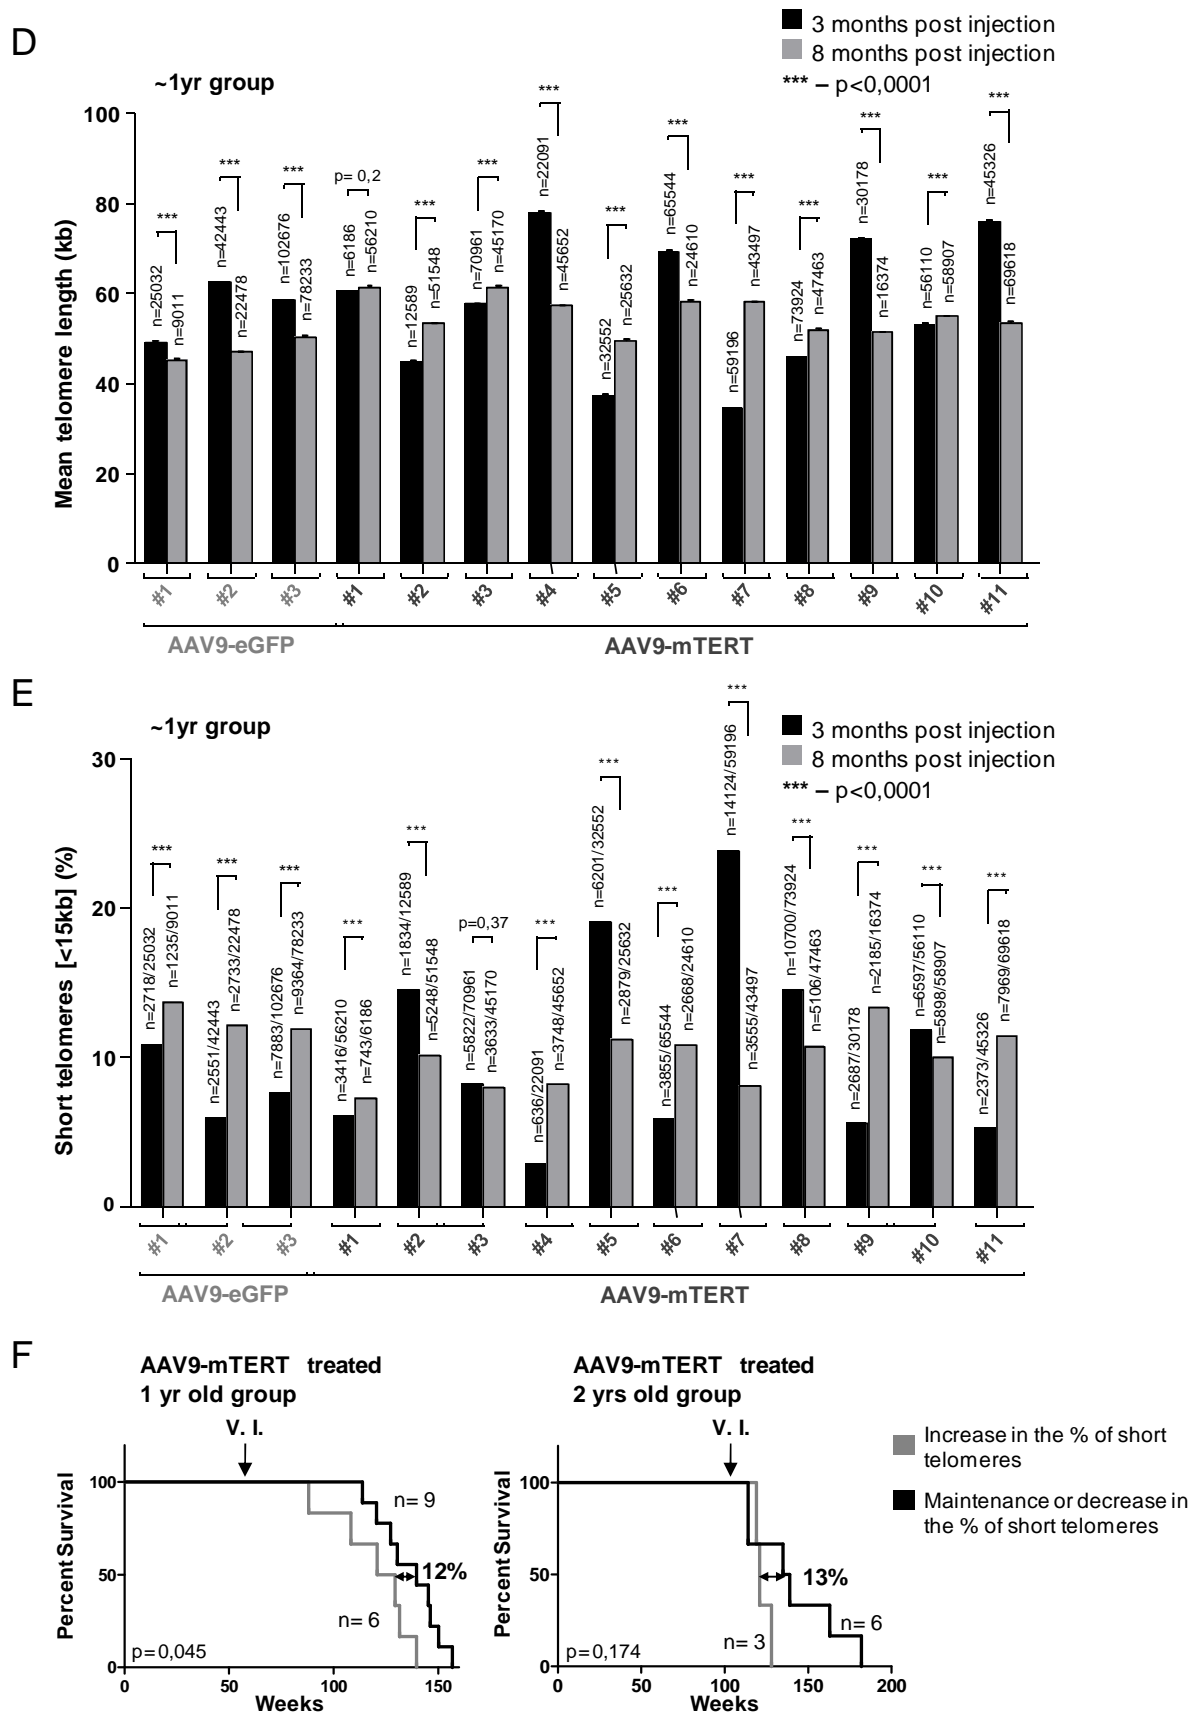 D
3 months post injection
8 months post injection
*** – p<0,0001
~1yr group
Mean telomere length (kb)
100
80
60
40
20
0
***
***
***
p= 0,2
***
***
***
***
***
***
***
***
***
***
n=25032
n=9011
n=42443
n=22478
n=102676
n=78233
n=6186
n=56210
n=12589
n=51548
n=70961
n=45170
n=22091
n=45652
n=32552
n=25632
n=65544
n=24610
n=59196
n=43497
n=73924
n=47463
n=30178
n=16374
n=56110
n=58907
n=45326
n=69618
#1
#2
#3
#1
#2
#3
#4
#5
#6
#7
#8
#9
#10
#11
AAV9-eGFP
AAV9-mTERT
E
~1yr group
3 months post injection
8 months post injection
*** – p<0,0001
Short telomeres [<15kb] (%)
30
20
10
0
***
***
***
***
***
p=0,37
***
***
***
***
***
***
***
***
n=2718/25032
n=1235/9011
n=2551/42443
n=2733/22478
n=7883/102676
n=9364/78233
n=3416/56210
n=743/6186
n=1834/12589
n=5248/51548
n=5822/70961
n=3633/45170
n=636/22091
n=3748/45652
n=6201/32552
n=2879/25632
n=3855/65544
n=2668/24610
n=14124/59196
n=3555/43497
n=10700/73924
n=5106/47463
n=2687/30178
n=2185/16374
n=6597/56110
n=5898/58907
n=2373/45326
n=7969/69618
#1
#2
#3
#1
#2
#3
#4
#5
#6
#7
#8
#9
#10
#11
AAV9-eGFP
AAV9-mTERT
F
AAV9-mTERT treated
1 yr old group
V. I.
Percent Survival
100
50
0
n= 9
12%
n= 6
p=0,045
0
50
100
150
Weeks
AAV9-mTERT treated
2 yrs old group
V. I.
Percent Survival
100
50
0
13%
n= 6
n= 3
p=0,174
0
50
100
150
200
Weeks
Increase in the % of short
telomeres
Maintenance or decrease in
the % of short telomeres